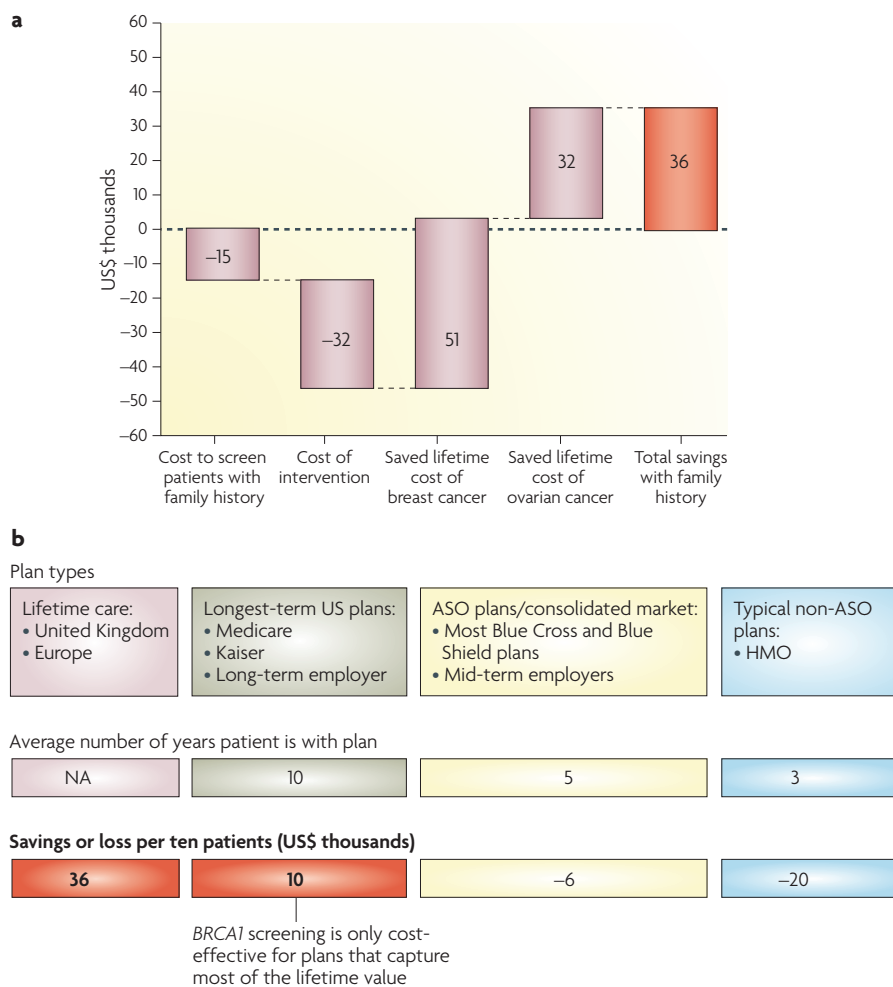 a
60
50
40
30
20
10
0
–10
–20
–30
–40
–50
–60
US$ thousands
–15
–32
51
32
36
Cost to screen
patients with
family history
Cost of
intervention
Saved lifetime
cost of
breast cancer
Saved lifetime
cost of
ovarian cancer
Total savings
with family
history
b
Plan types
Lifetime care:
• United Kingdom
• Europe
Longest-term US plans:
• Medicare
• Kaiser
• Long-term employer
ASO plans/consolidated market:
• Most Blue Cross and Blue
Shield plans
• Mid-term employers
Typical non-ASO
plans:
• HMO
Average number of years patient is with plan
NA
10
5
3
Savings or loss per ten patients (US$ thousands)
36
10
–6
–20
BRCA1 screening is only cost-
effective for plans that capture
most of the lifetime value